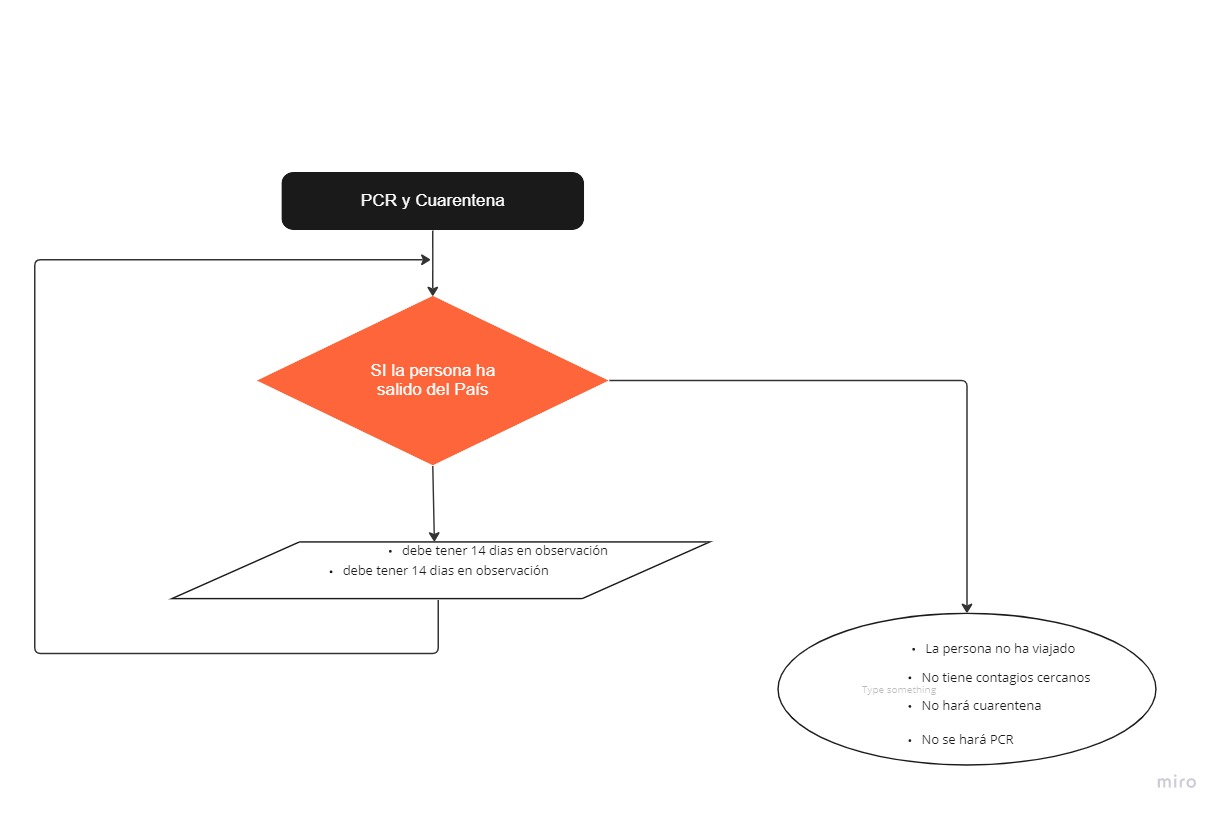 PCR y Cuarentena
SI la persona ha
salido del País
• debe tener 14 dias en observación
• debe tener 14 dias en observación
• La persona no ha viajado
• No tiene contagios cercanos
Type something
• No hará cuarentena
• No se hará PCR
miro